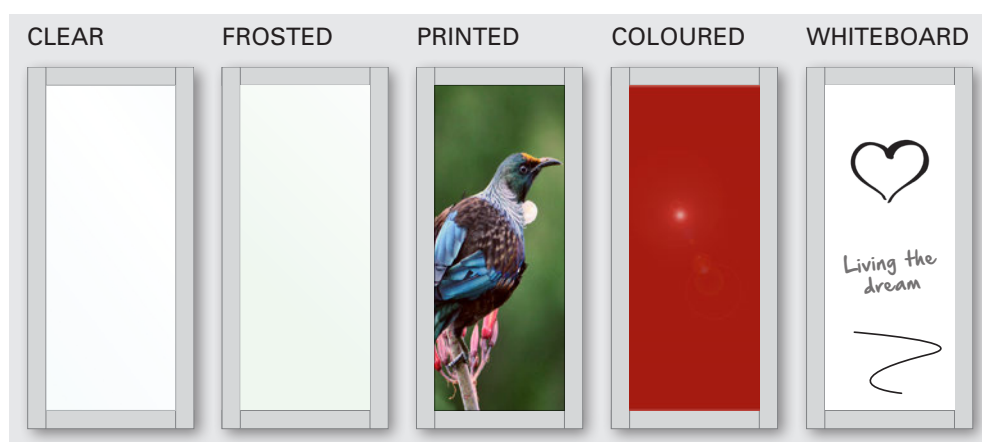 CLEAR
FROSTED
PRINTED
COLOURED
WHITEBOARD
Living the
dream